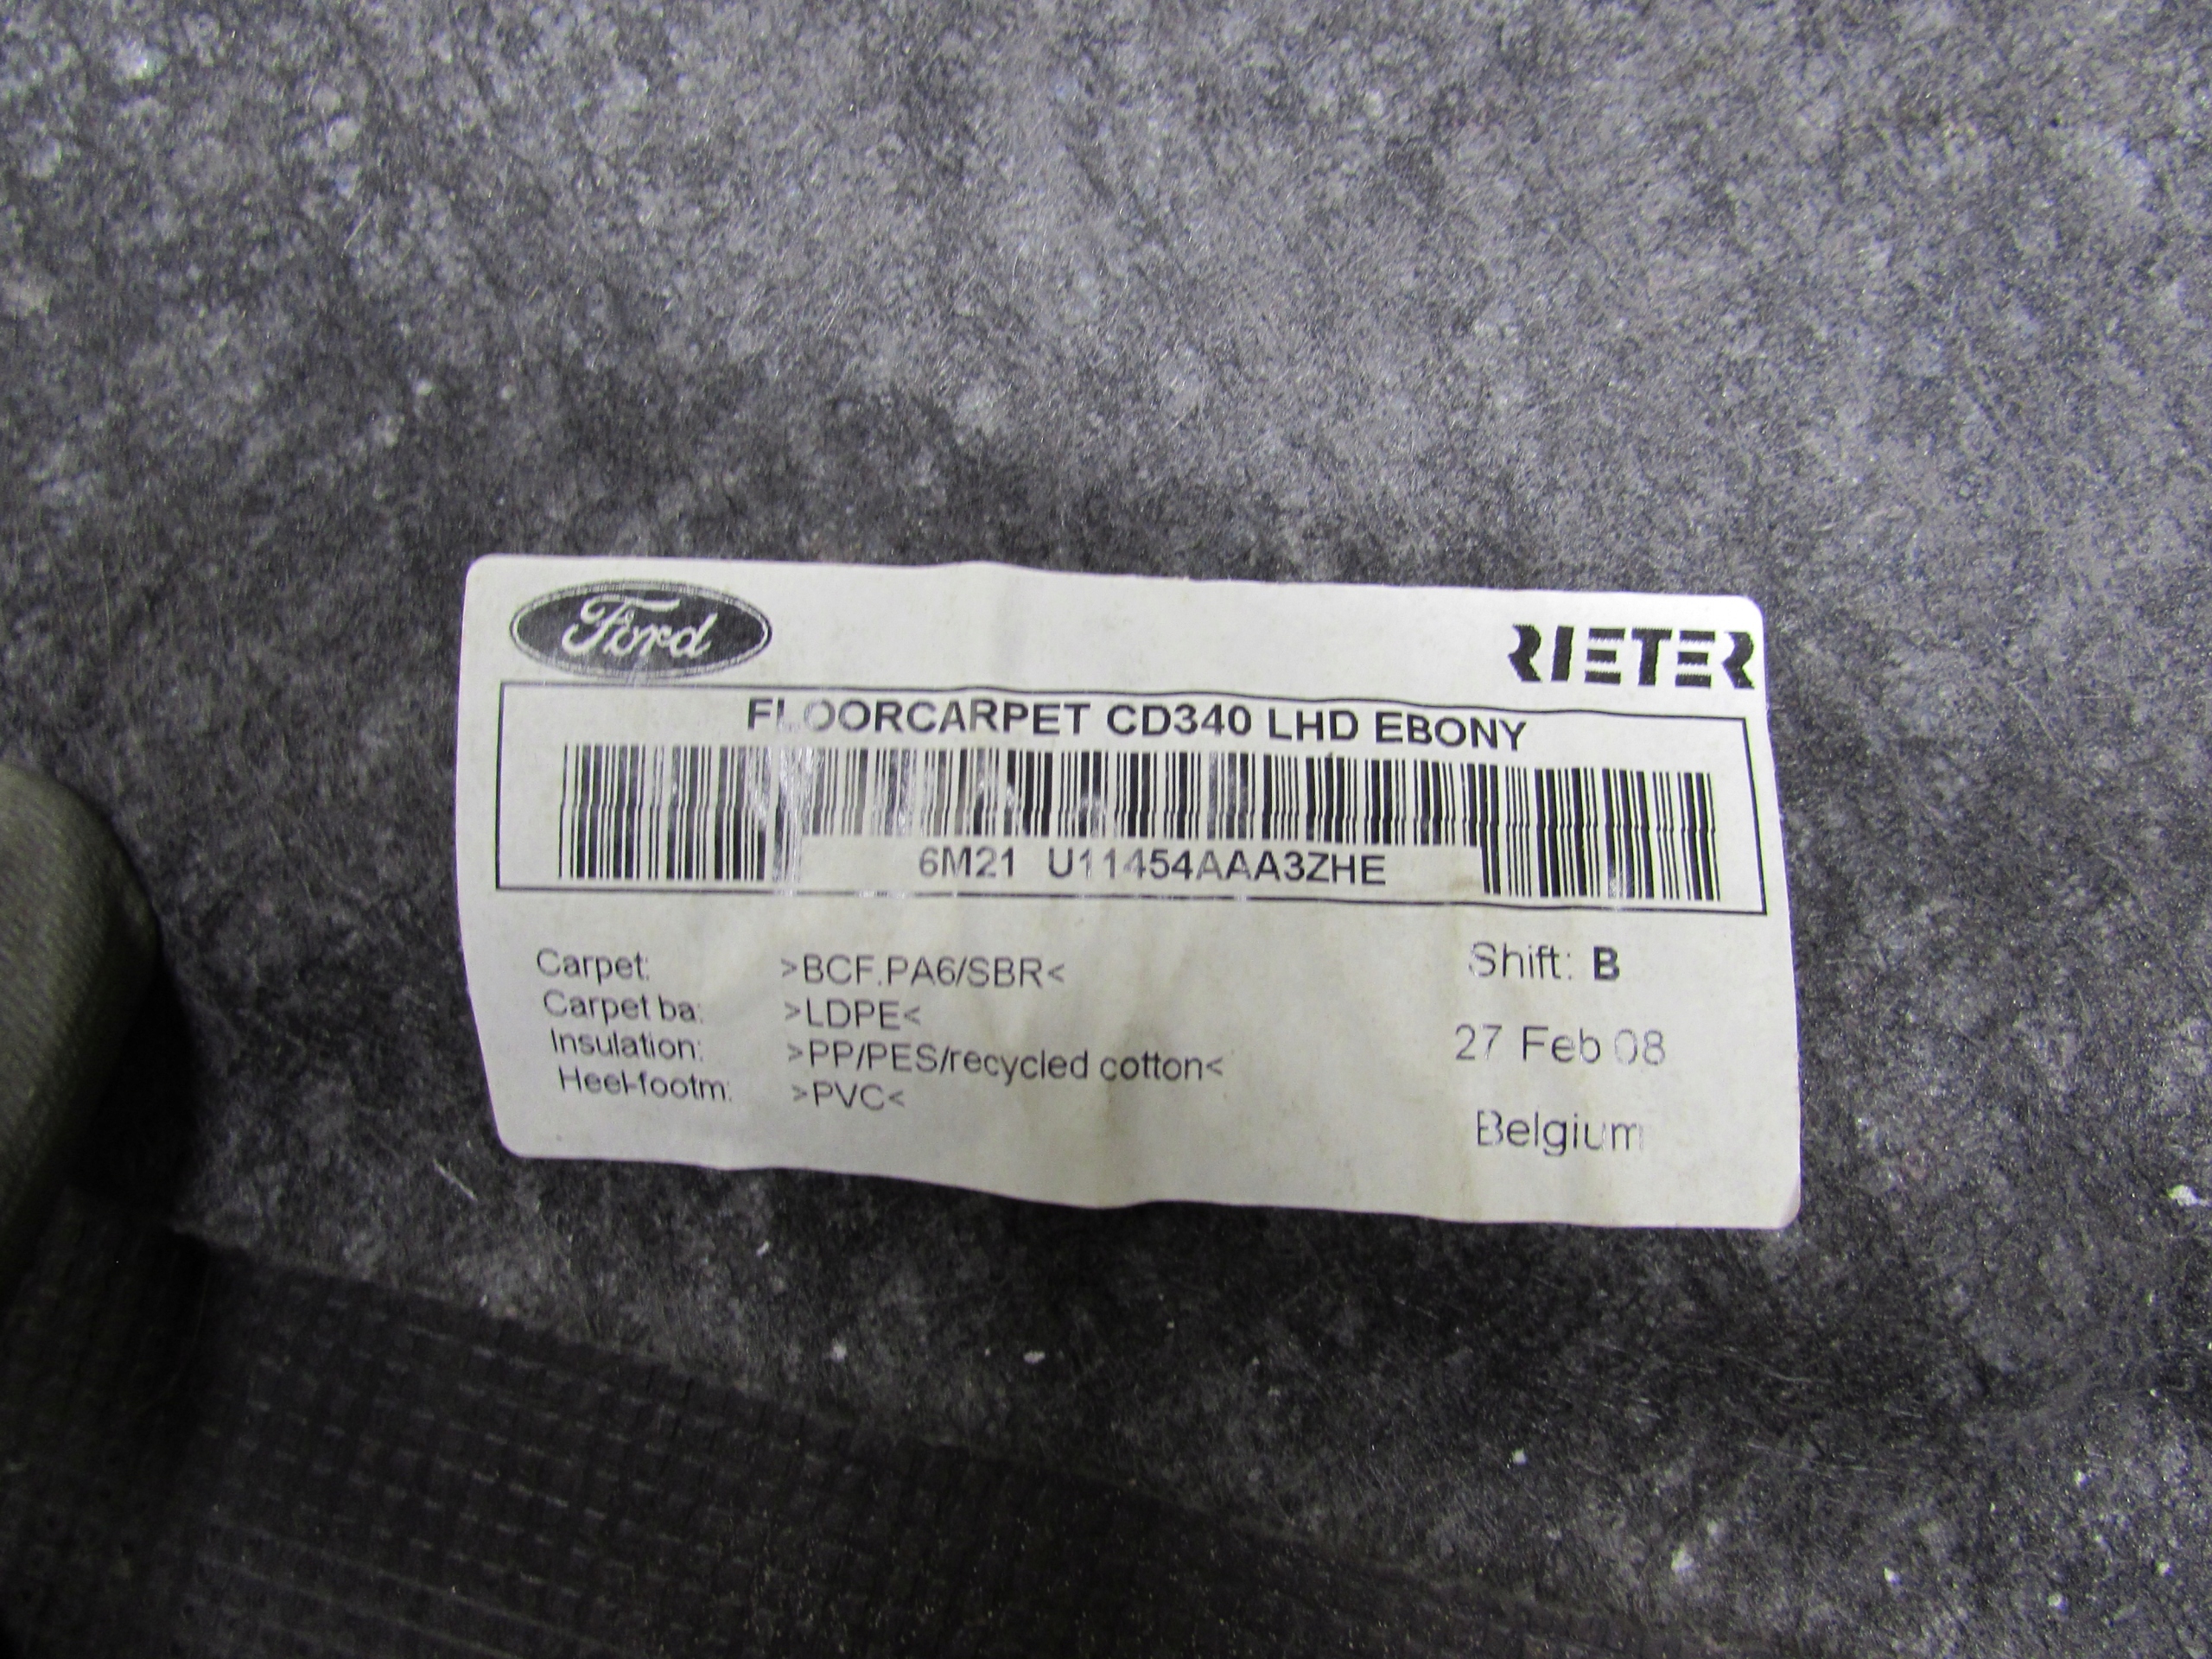 Ford
RIETER
FLOORCARPET CD340 LHD EBONY
6M21 U11454AAA3ZHE
Carpet: >BCF.PA6/SBR<
Carpet ba: >LDPE<
Insulation: >PP/PES/recycled cotton<
Heel-footm: >PVC<
Shift: B
27 Feb 08
Belgium